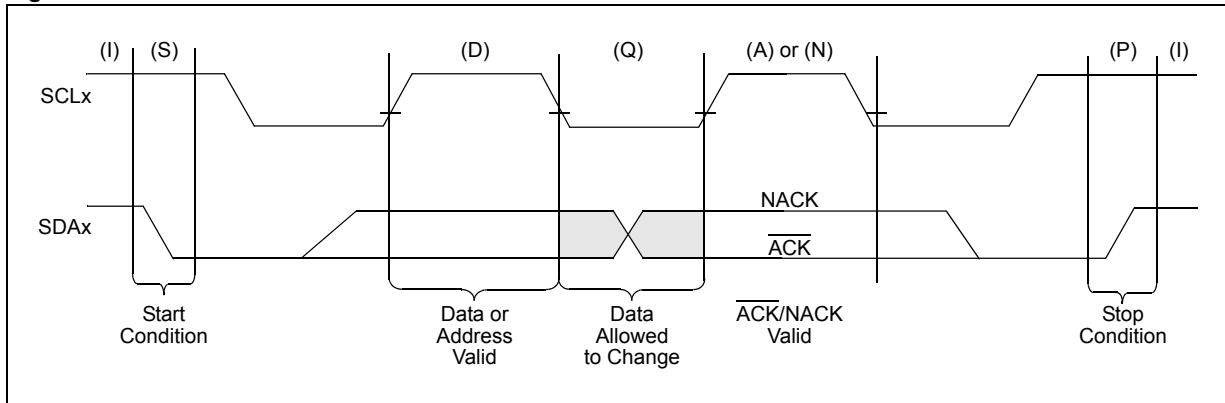 (I) (S) (D) (Q) (A) or (N) (P) (I)
SCLx
SDAx
NACK
ACK
Start
Condition
Data or
Address
Valid
Data
Allowed
to Change
ACK/NACK
Valid
Stop
Condition